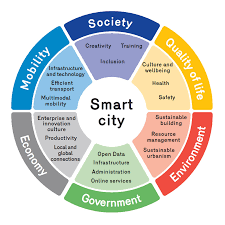 Society
Creativity
Training
Inclusion
Quality of life
Culture and
wellbeing
Health
Safety
Environment
Sustainable
building
Resource
management
Sustainable
urbanism
Government
Open Data
Infrastructure
Administration
Online services
Economy
Enterprise and
innovation
culture
Productivity
Local and
global
connections
Mobility
Infrastructure
and technology
Efficient
transport
Multimodal
mobility
Smart
city